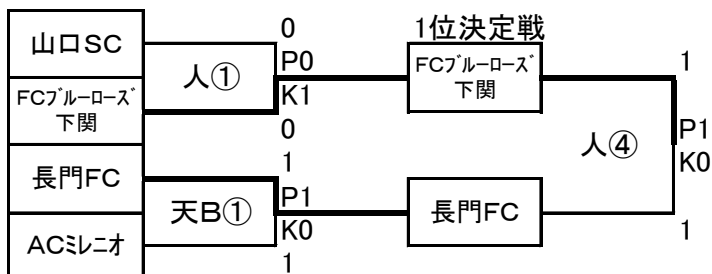 山口SC
FCブルーローズ
下関
長門FC
ACミレニオ
人①
天B①
0
P0
K1
0
1
P1
K0
1
1位決定戦
FCブルーローズ
下関
長門FC
人④
1
P1
K0
1